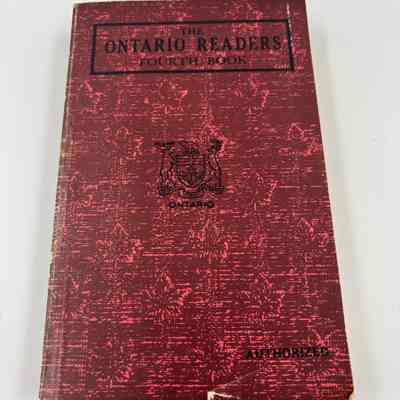 THE
ONTARIO READERS
FOURTH BOOK
ONTARIO
AUTHORIZED